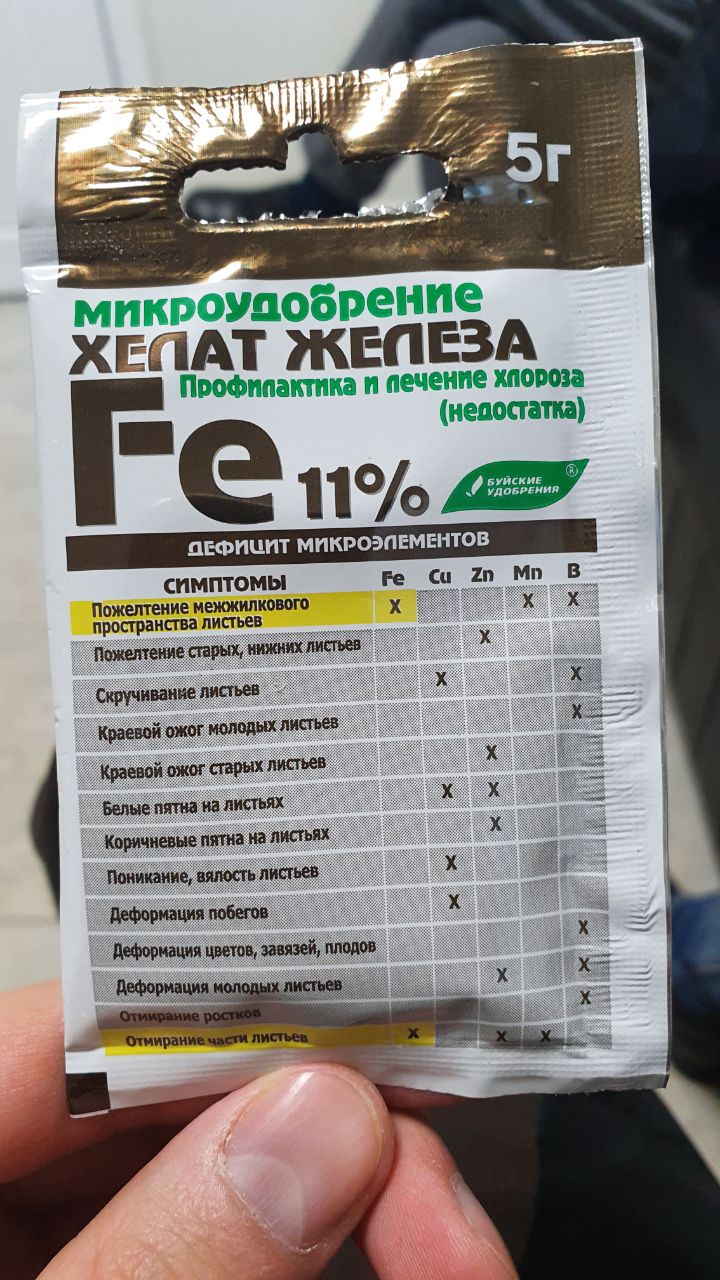 5г
МИКРОУДОБРЕНИЕ
ХЕЛАТ ЖЕЛЕЗА
Профилактика и лечение хлороза
(недостатка)
Fe 11%
БУЙСКИЕ
УДОБРЕНИЯ ®
ДЕФИЦИТ МИКРОЭЛЕМЕНТОВ
СИМПТОМЫ Fe Cu Zn Mn B
Пожелтение межжилкового
пространства листьев X X X
Пожелтение старых, нижних листьев X
Скручивание листьев X X
Краевой ожог молодых листьев X
Краевой ожог старых листьев X
Белые пятна на листьях X X
Коричневые пятна на листьях X
Поникание, вялость листьев X
Деформация побегов X
Деформация цветов, завязей, плодов X
Деформация молодых листьев X X
Отмирание ростков X
Отмирание части листьев X X X